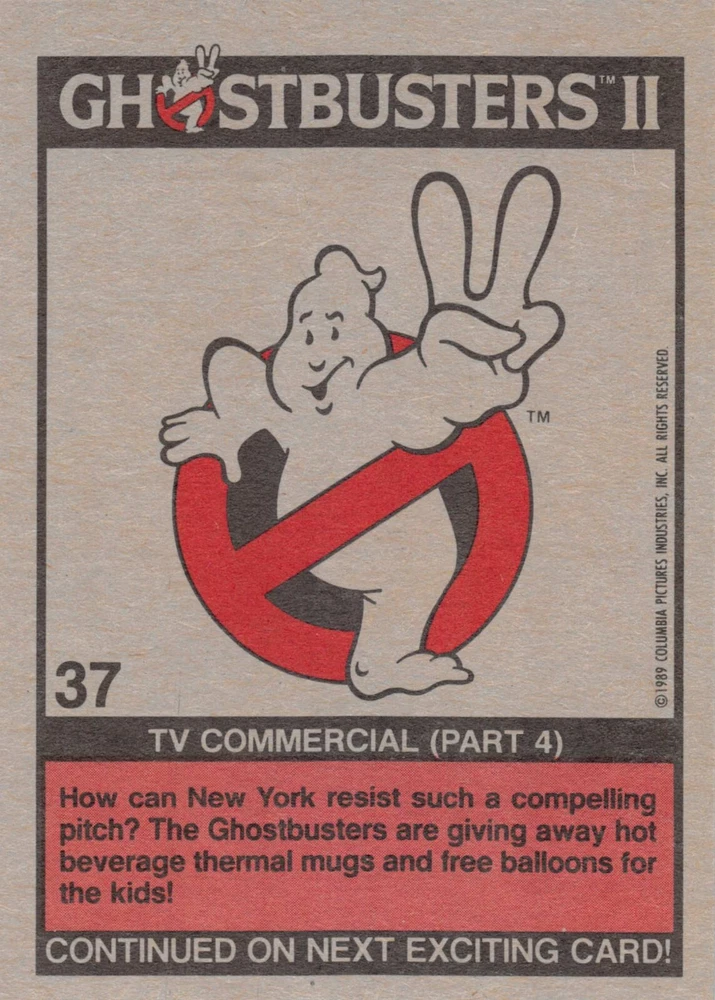 GHOSTBUSTERS™ II
TM
©1989 COLUMBIA PICTURES INDUSTRIES, INC. ALL RIGHTS RESERVED.
37
TV COMMERCIAL (PART 4)
How can New York resist such a compelling
pitch? The Ghostbusters are giving away hot
beverage thermal mugs and free balloons for
the kids!
CONTINUED ON NEXT EXCITING CARD!